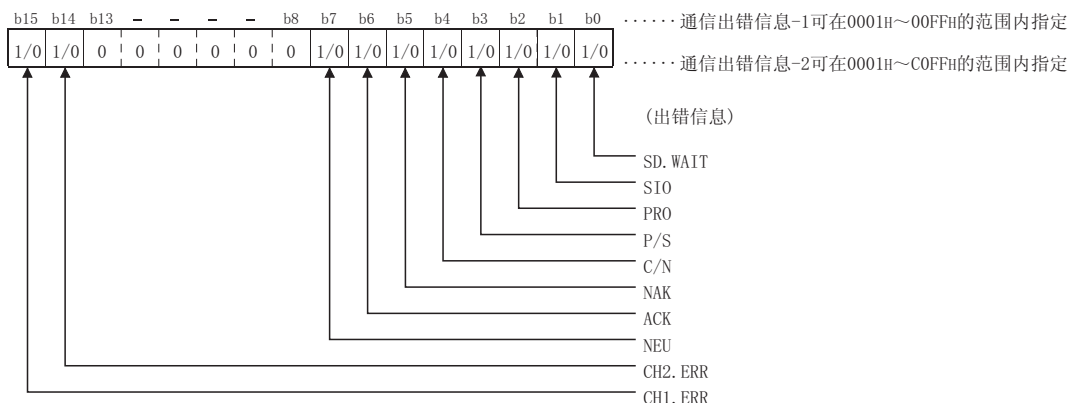 b15 b14 b13 － － － － b8 b7 b6 b5 b4 b3 b2 b1 b0 ······通信出错信息-1可在0001H～00FFH的范围内指定
1/0 1/0 0 0 0 0 0 0 1/0 1/0 1/0 1/0 1/0 1/0 1/0 1/0
······通信出错信息-2可在0001H～C0FFH的范围内指定
(出错信息)
SD.WAIT
SIO
PRO
P/S
C/N
NAK
ACK
NEU
CH2.ERR
CH1.ERR